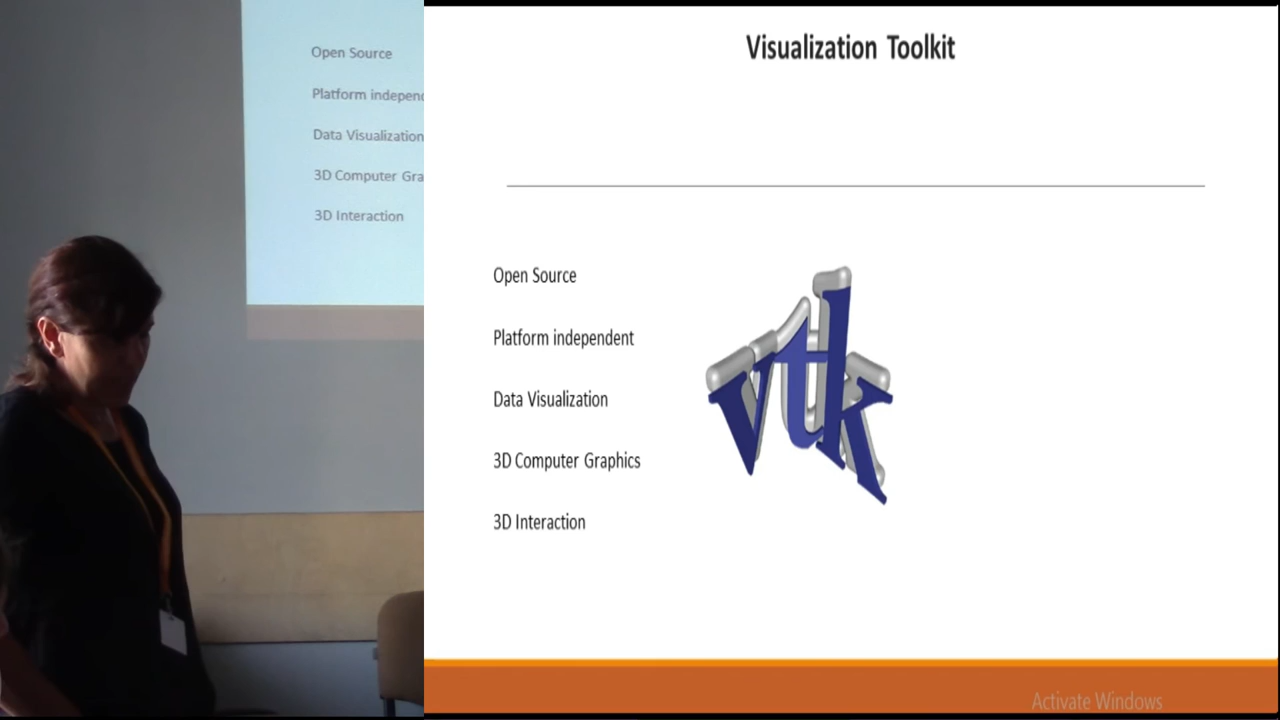 Open Source
Platform independ
Data Visualization
3D Computer Gra
3D Interaction
Visualization Toolkit
Open Source
Platform independent
Data Visualization
3D Computer Graphics
3D Interaction
vtk
Activate Windows